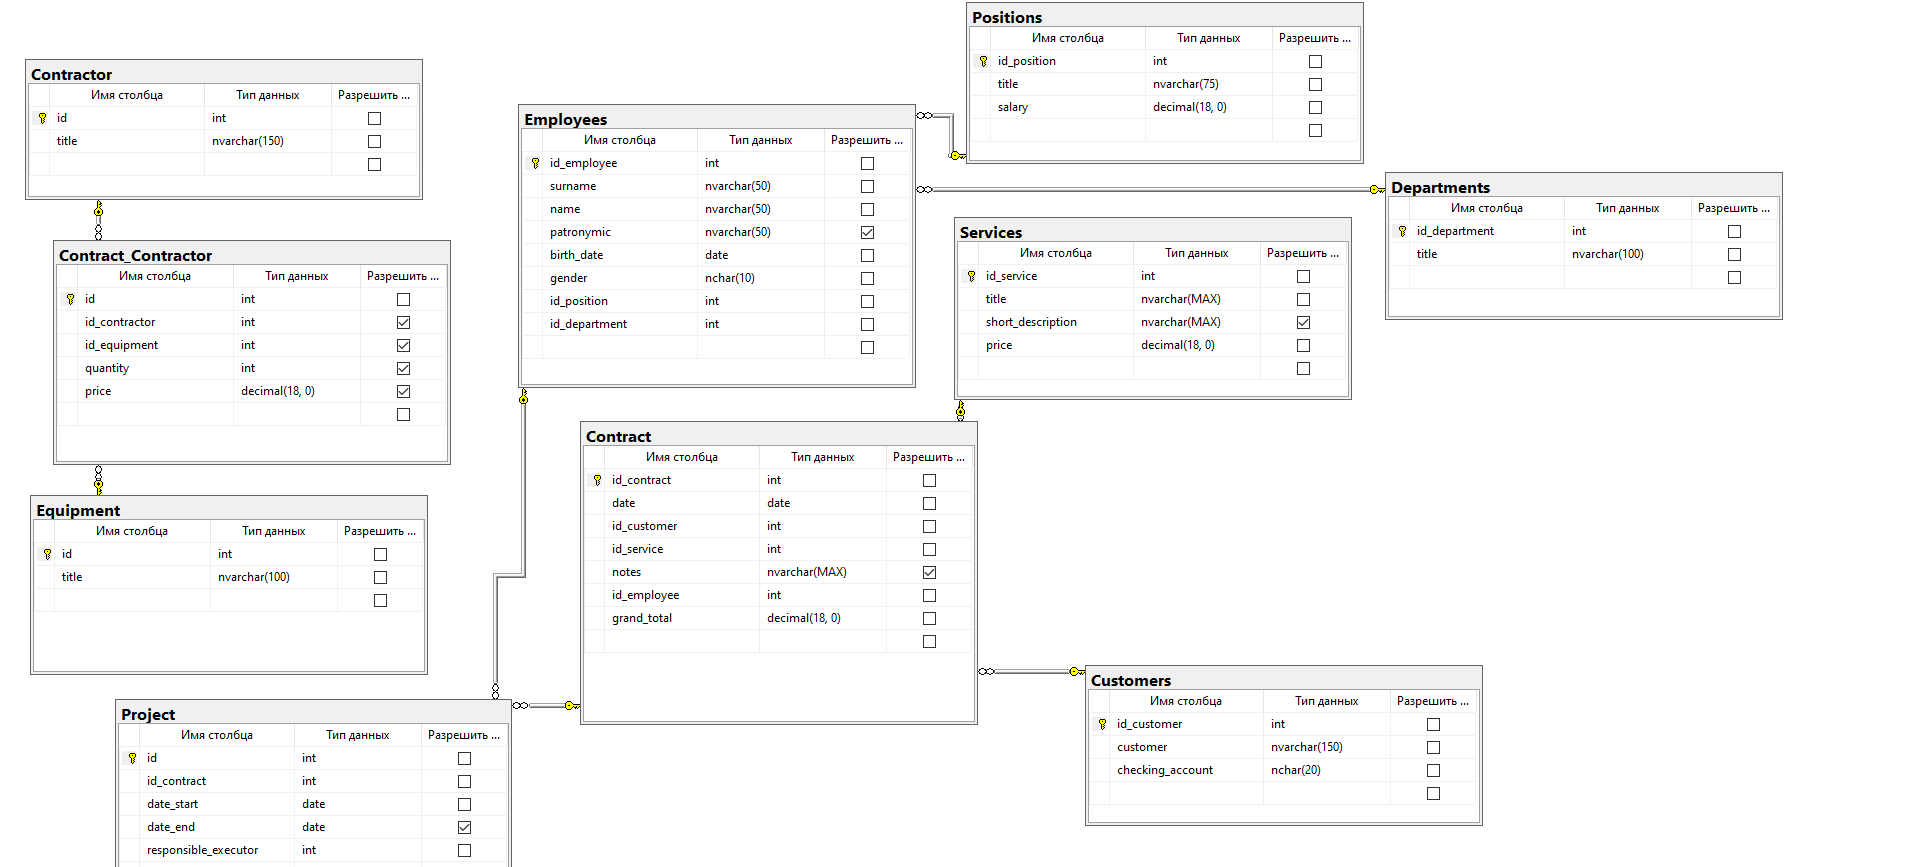 Contractor
Имя столбца Тип данных Разрешить ...
id int
title nvarchar(150)
Contract_Contractor
Имя столбца Тип данных Разрешить ...
id int
id_contractor int
id_equipment int
quantity int
price decimal(18, 0)
Equipment
Имя столбца Тип данных Разрешить ...
id int
title nvarchar(100)
Project
Имя столбца Тип данных Разрешить ...
id int
id_contract int
date_start date
date_end date
responsible_executor int
Employees
Имя столбца Тип данных Разрешить ...
id_employee int
surname nvarchar(50)
name nvarchar(50)
patronymic nvarchar(50)
birth_date date
gender nchar(10)
id_position int
id_department int
Contract
Имя столбца Тип данных Разрешить ...
id_contract int
date date
id_customer int
id_service int
notes nvarchar(MAX)
id_employee int
grand_total decimal(18, 0)
Positions
Имя столбца Тип данных Разрешить ...
id_position int
title nvarchar(75)
salary decimal(18, 0)
Services
Имя столбца Тип данных Разрешить ...
id_service int
title nvarchar(MAX)
short_description nvarchar(MAX)
price decimal(18, 0)
Departments
Имя столбца Тип данных Разрешить ...
id_department int
title nvarchar(100)
Customers
Имя столбца Тип данных Разрешить ...
id_customer int
customer nvarchar(150)
checking_account nchar(20)